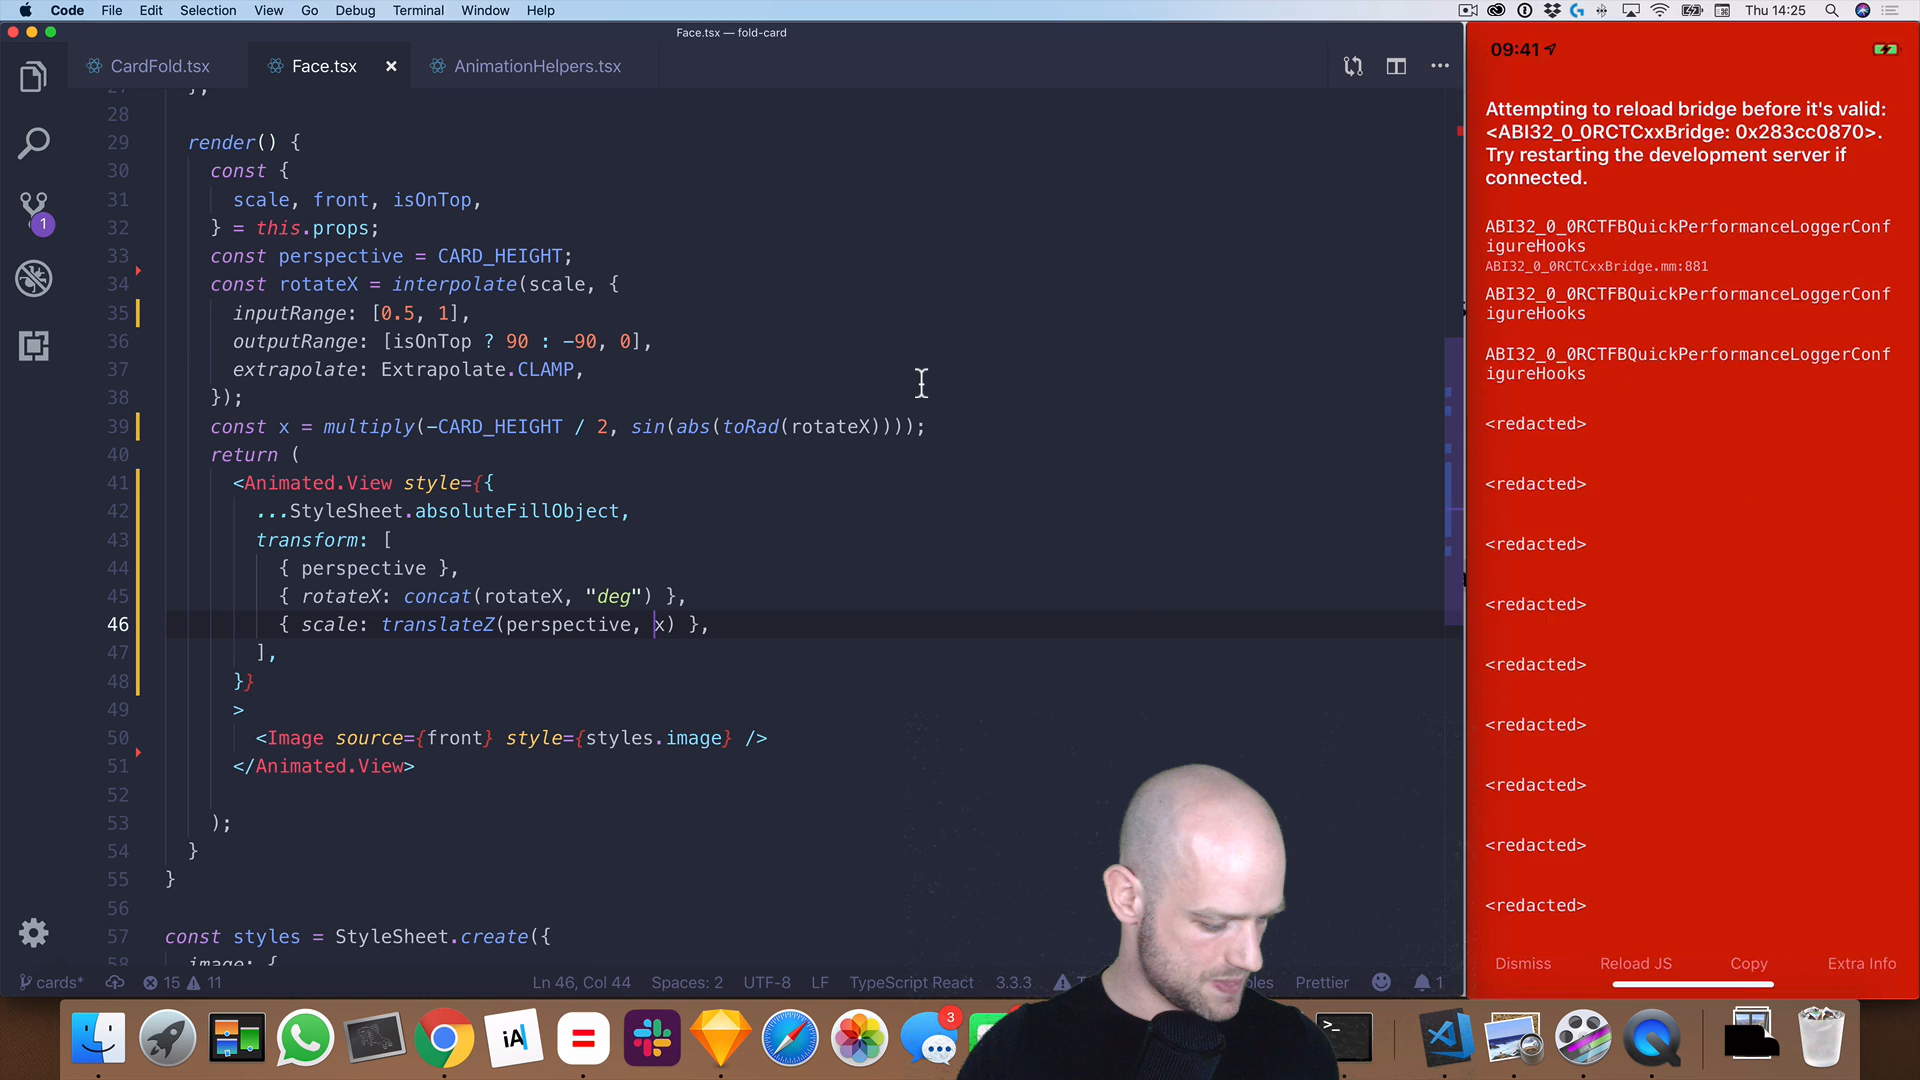 Code File Edit Selection View Go Debug Terminal Window Help
Thu 14:25
Face.tsx — fold-card
CardFold.tsx
Face.tsx
AnimationHelpers.tsx
28
29 render() {
30 const {
31 scale, front, isOnTop,
32 } = this.props;
33 const perspective = CARD_HEIGHT;
34 const rotateX = interpolate(scale, {
35 inputRange: [0.5, 1],
36 outputRange: [isOnTop ? 90 : -90, 0],
37 extrapolate: Extrapolate.CLAMP,
38 });
39 const x = multiply(-CARD_HEIGHT / 2, sin(abs(toRad(rotateX))));
40 return (
41 <Animated.View style={{
42 ...StyleSheet.absoluteFillObject,
43 transform: [
44 { perspective },
45 { rotateX: concat(rotateX, "deg") },
46 { scale: translateZ(perspective, x) },
47 ],
48 }}
49 >
50 <Image source={front} style={styles.image} />
51 </Animated.View>
52
53 );
54 }
55 }
56
57 const styles = StyleSheet.create({
58 image: {
1
cards*
15
11
Ln 46, Col 44
Spaces: 2
UTF-8
LF
TypeScript React
3.3.3
Prettier
1
3
09:41
Attempting to reload bridge before it's valid:
<ABI32_0_0RCTCxxBridge: 0x283cc0870>.
Try restarting the development server if
connected.
ABI32_0_0RCTFBQuickPerformanceLoggerConf
igureHooks
ABI32_0_0RCTCxxBridge.mm:881
ABI32_0_0RCTFBQuickPerformanceLoggerConf
igureHooks
ABI32_0_0RCTFBQuickPerformanceLoggerConf
igureHooks
<redacted>
<redacted>
<redacted>
<redacted>
<redacted>
<redacted>
<redacted>
<redacted>
<redacted>
Dismiss
Reload JS
Copy
Extra Info
iA
>_